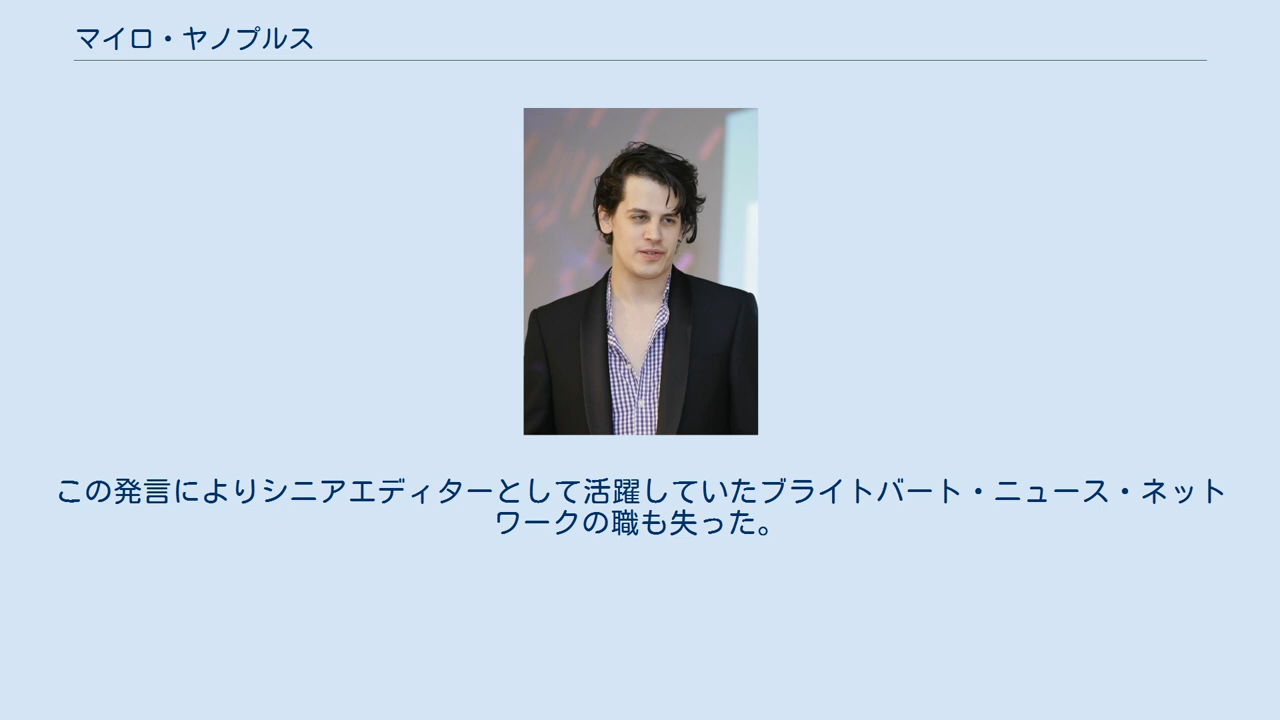 マイロ・ヤノプルス
この発言によりシニアエディターとして活躍していたブライトバート・ニュース・ネット
ワークの職も失った。